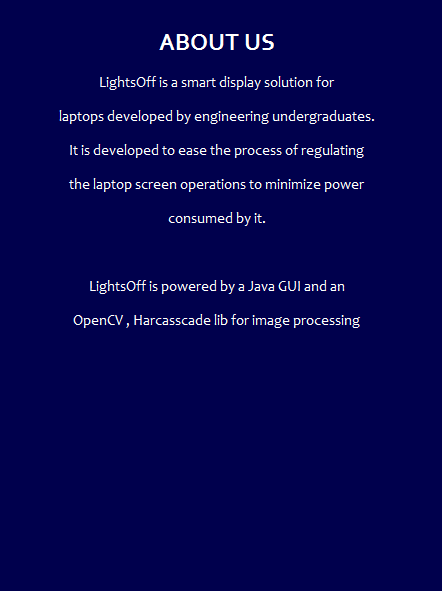 ABOUT US
LightsOff is a smart display solution for
laptops developed by engineering undergraduates.
It is developed to ease the process of regulating
the laptop screen operations to minimize power
consumed by it.
LightsOff is powered by a Java GUI and an
OpenCV , Harcasscade lib for image processing